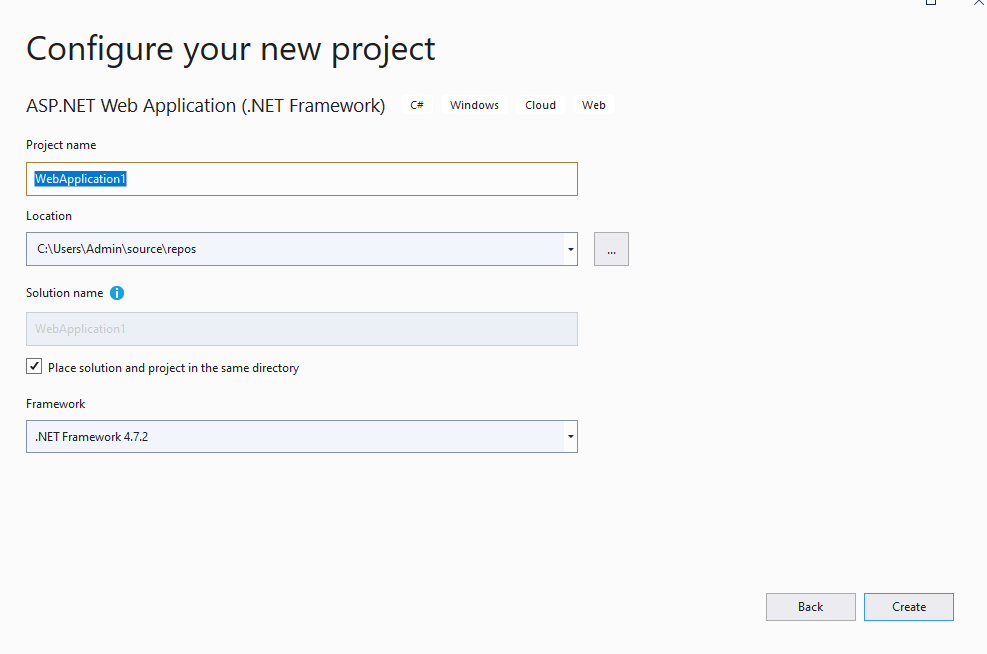 Configure your new project
ASP.NET Web Application (.NET Framework) C# Windows Cloud Web
Project name
WebApplication1
Location
C:\Users\Admin\source\repos
...
Solution name i
WebApplication1
Place solution and project in the same directory
Framework
.NET Framework 4.7.2
Back Create